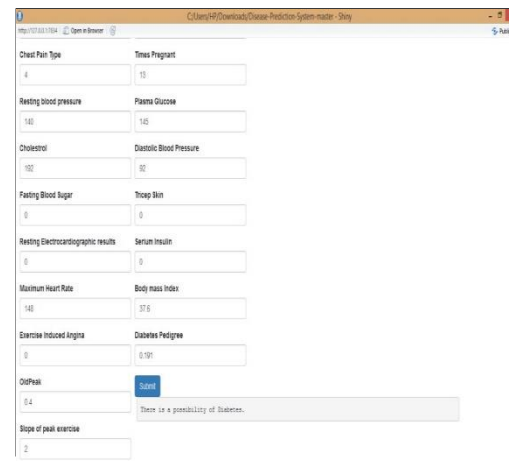 C:/Users/HP/Downloads/Disease-Prediction-System-master - Shiny
Open in Browser
Chest Pain Type Times Pregnant
4 13
Resting blood pressure Plasma Glucose
140 145
Cholestrol Diastolic Blood Pressure
192 92
Fasting Blood Sugar Tricep Skin
0 0
Resting Electrocardiographic results Serium Insulin
0 0
Maximum Heart Rate Body mass Index
148 37.6
Exercise Induced Angina Diabetes Pedigree
0 0.191
OldPeak Submit
0.4 There is a possibility of Diabetes.
Slope of peak exercise
2